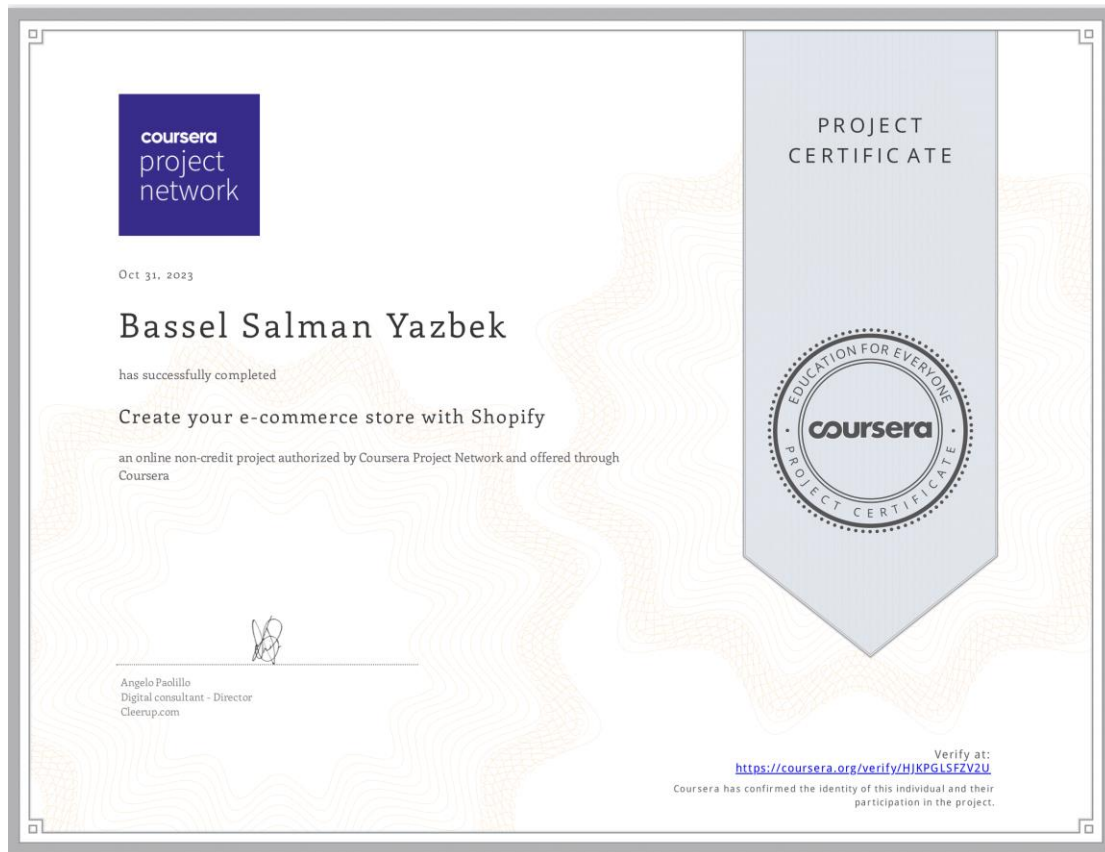 coursera
project
network
Oct 31, 2023
Bassel Salman Yazbek
has successfully completed
Create your e-commerce store with Shopify
an online non-credit project authorized by Coursera Project Network and offered through
Coursera
Angelo Paolillo
Digital consultant - Director
Cleerup.com
PROJECT
CERTIFICATE
EDUCATION FOR EVERYONE
coursera
PROJECT CERTIFICATE
Verify at:
https://coursera.org/verify/HJKPGLSFZV2U
Coursera has confirmed the identity of this individual and their
participation in the project.